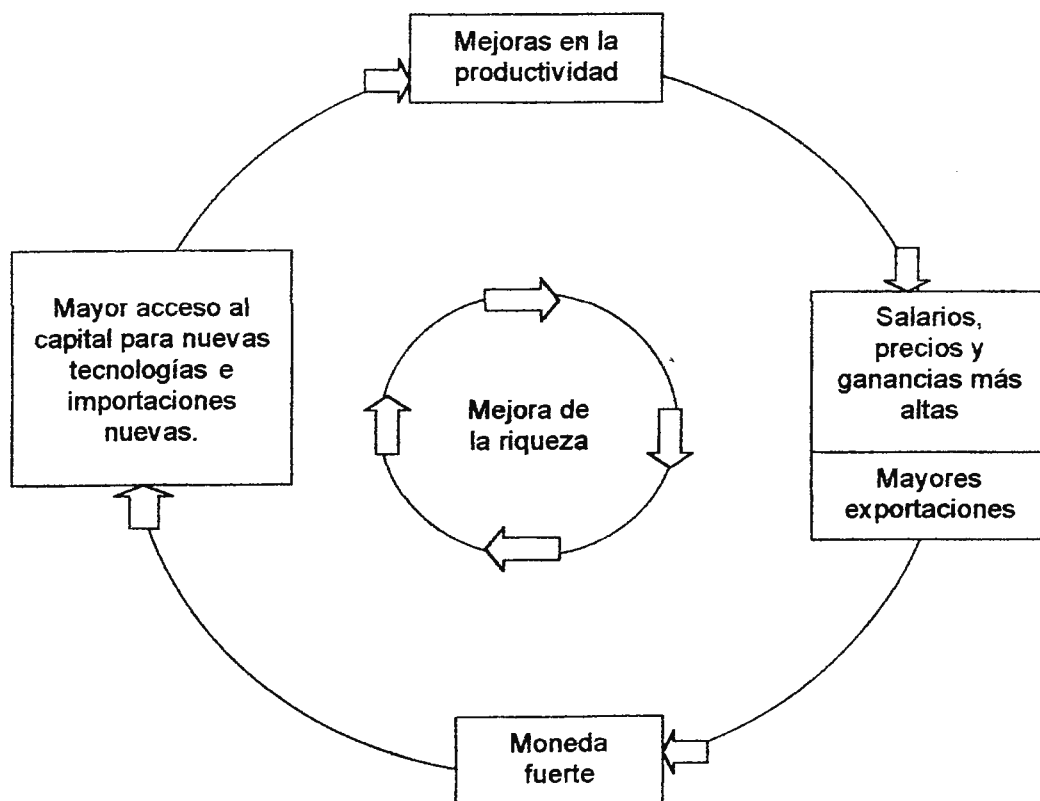 Mejoras en la
productividad
Salarios,
precios y
ganancias más
altas
Mayores
exportaciones
Moneda
fuerte
Mayor acceso al
capital para nuevas
tecnologías e
importaciones
nuevas.
Mejora de
la riqueza